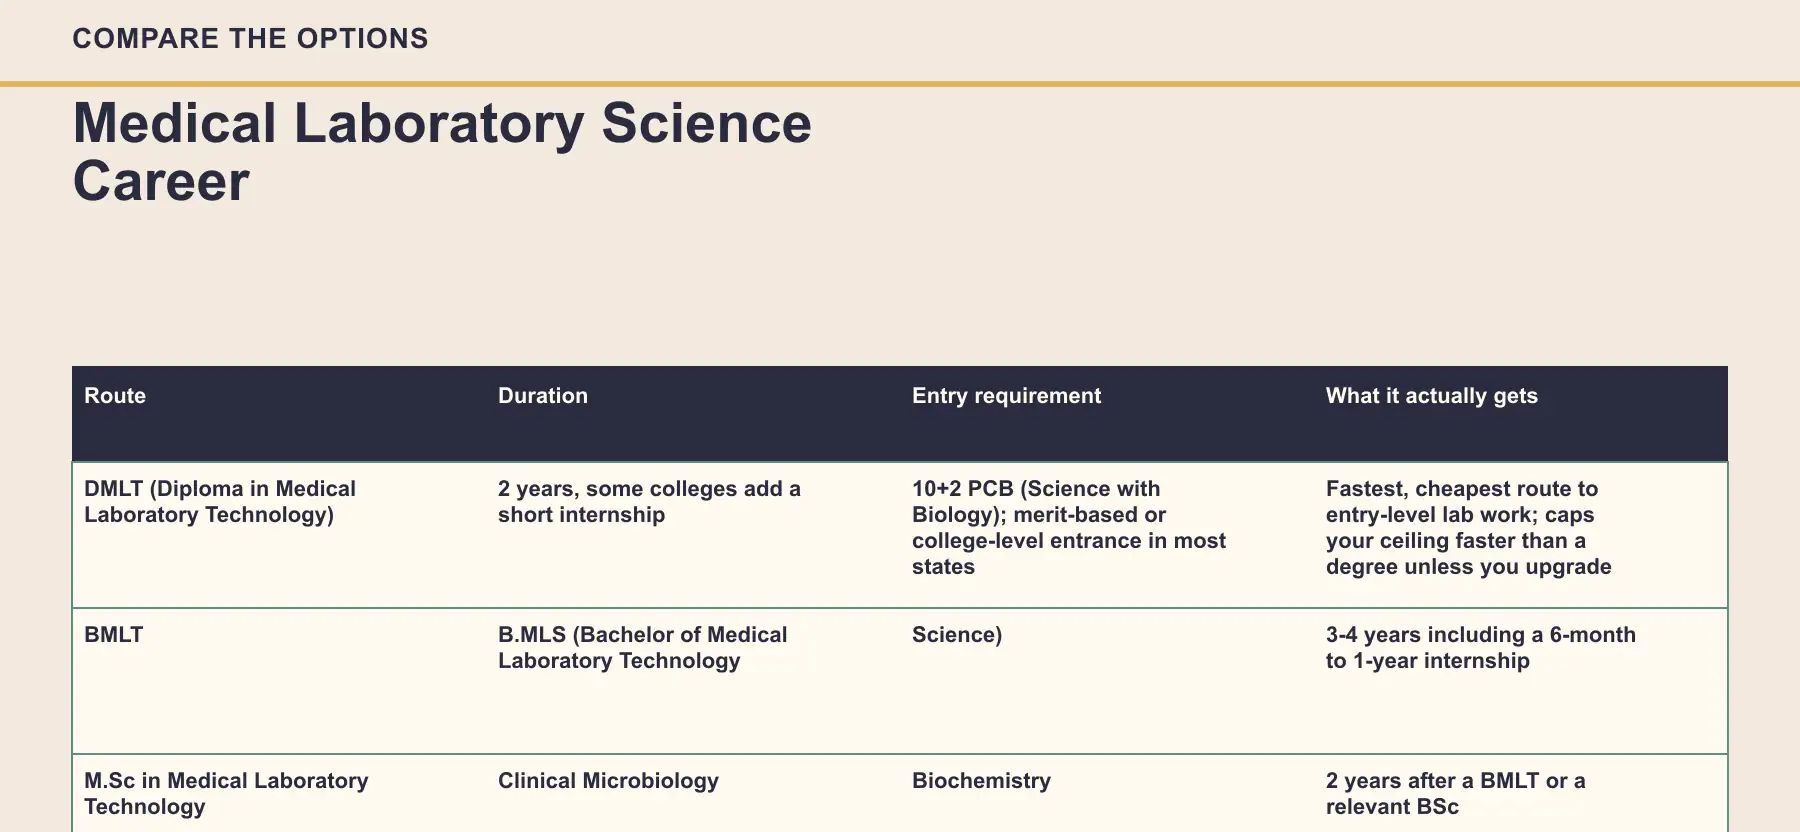 COMPARE THE OPTIONS
Medical Laboratory Science
Career
Route
Duration
Entry requirement
What it actually gets
DMLT (Diploma in Medical
Laboratory Technology)
2 years, some colleges add a
short internship
10+2 PCB (Science with
Biology); merit-based or
college-level entrance in most
states
Fastest, cheapest route to
entry-level lab work; caps
your ceiling faster than a
degree unless you upgrade
BMLT
B.MLS (Bachelor of Medical
Laboratory Technology
Science)
3-4 years including a 6-month
to 1-year internship
M.Sc in Medical Laboratory
Technology
Clinical Microbiology
Biochemistry
2 years after a BMLT or a
relevant BSc